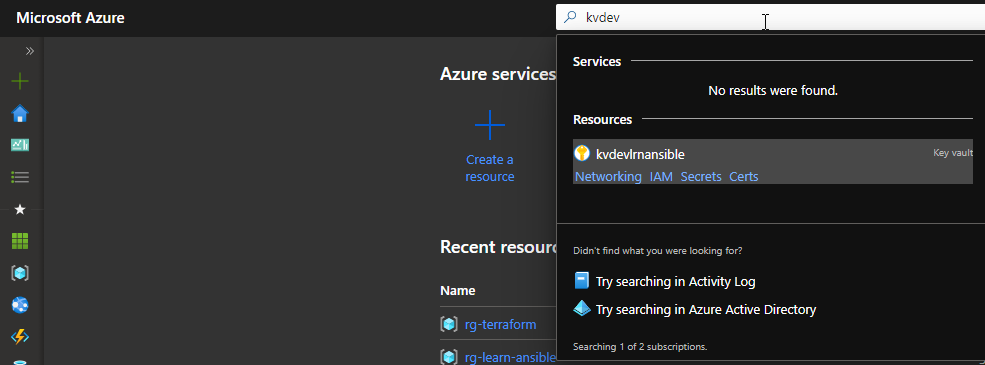 Microsoft Azure
kvdev
Services
No results were found.
Resources
kvdevlrnansible Key vault
Networking IAM Secrets Certs
Didn't find what you were looking for?
Try searching in Activity Log
Try searching in Azure Active Directory
Searching 1 of 2 subscriptions.
Azure services
Create a
resource
Recent resourc
Name
rg-terraform
rg-learn-ansible